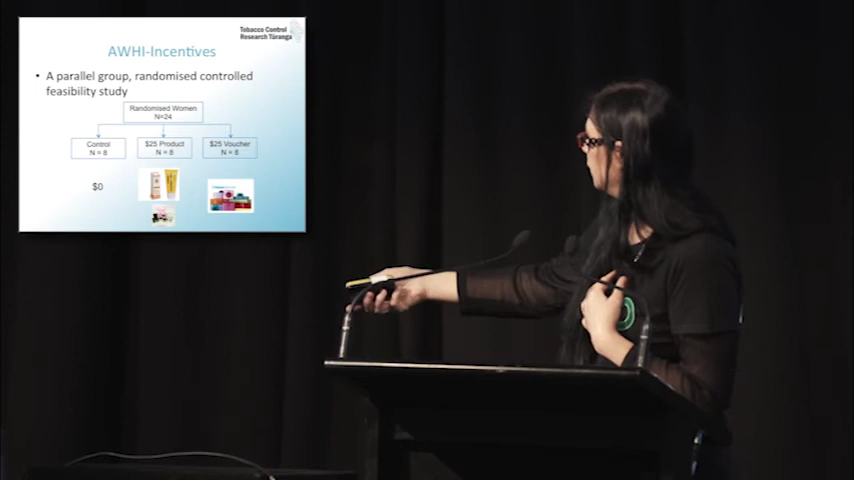 Tobacco Control
Research Tūranga
AWHI-Incentives
• A parallel group, randomised controlled
feasibility study
Randomised Women
N=24
Control
N = 8
$25 Product
N = 8
$25 Voucher
N = 8
$0